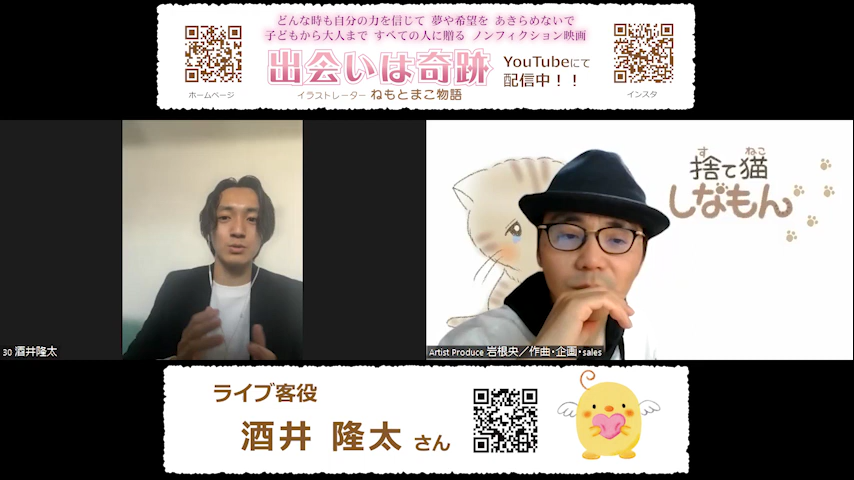 どんな時も自分の力を信じて 夢や希望を あきらめないで
子どもから大人まで すべての人に贈る ノンフィクション映画
出会いは奇跡
YouTubeにて
配信中！！
イラストレーター ねもとまこ物語
ホームページ
インスタ
す ねこ
捨て猫
しなもん
30 酒井隆太
Artist Produce 岩根央／作曲・企画・sales
ライブ客役
酒井 隆太 さん